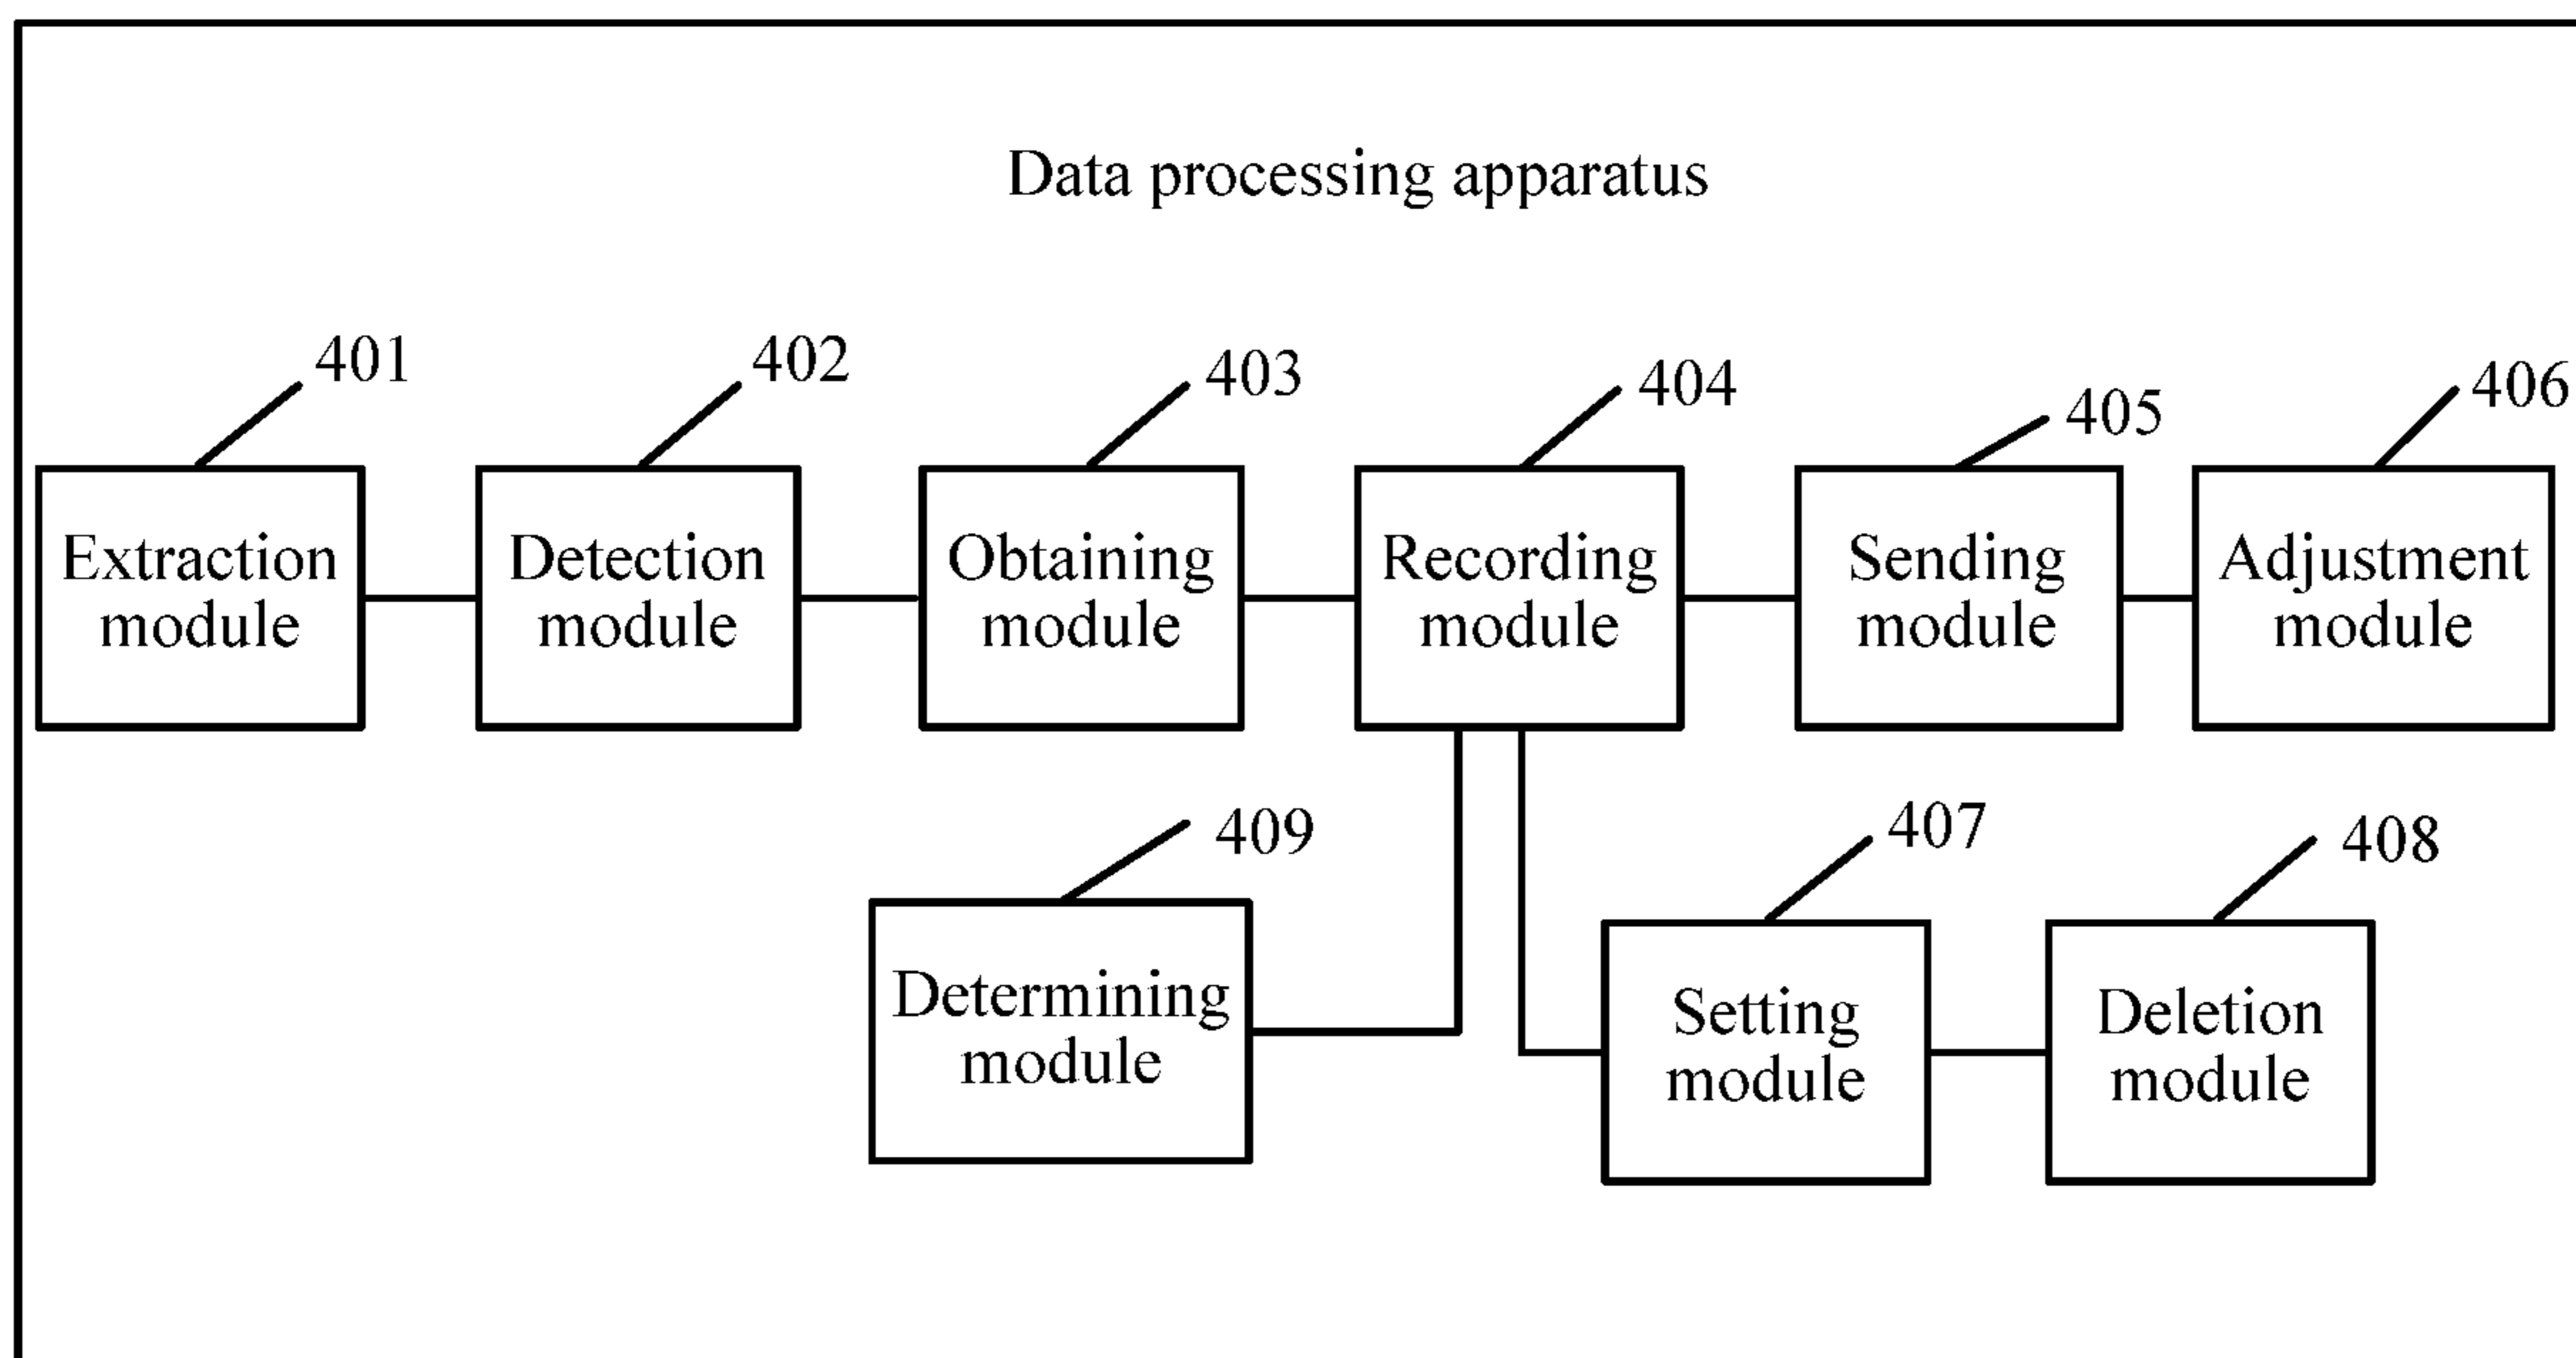 Data processing apparatus
401
402
403
404
405
406
Extraction
module
Detection
module
Obtaining
module
Recording
module
Sending
module
Adjustment
module
409
407
408
Determining
module
Setting
module
Deletion
module